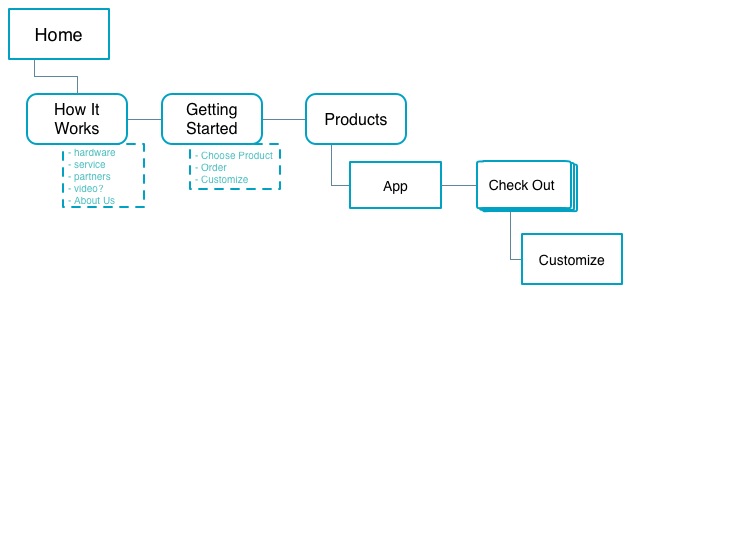 Home
How It
Works
Getting
Started
Products
- hardware
- service
- partners
- video?
- About Us
- Choose Product
- Order
- Customize
App
Check Out
Customize